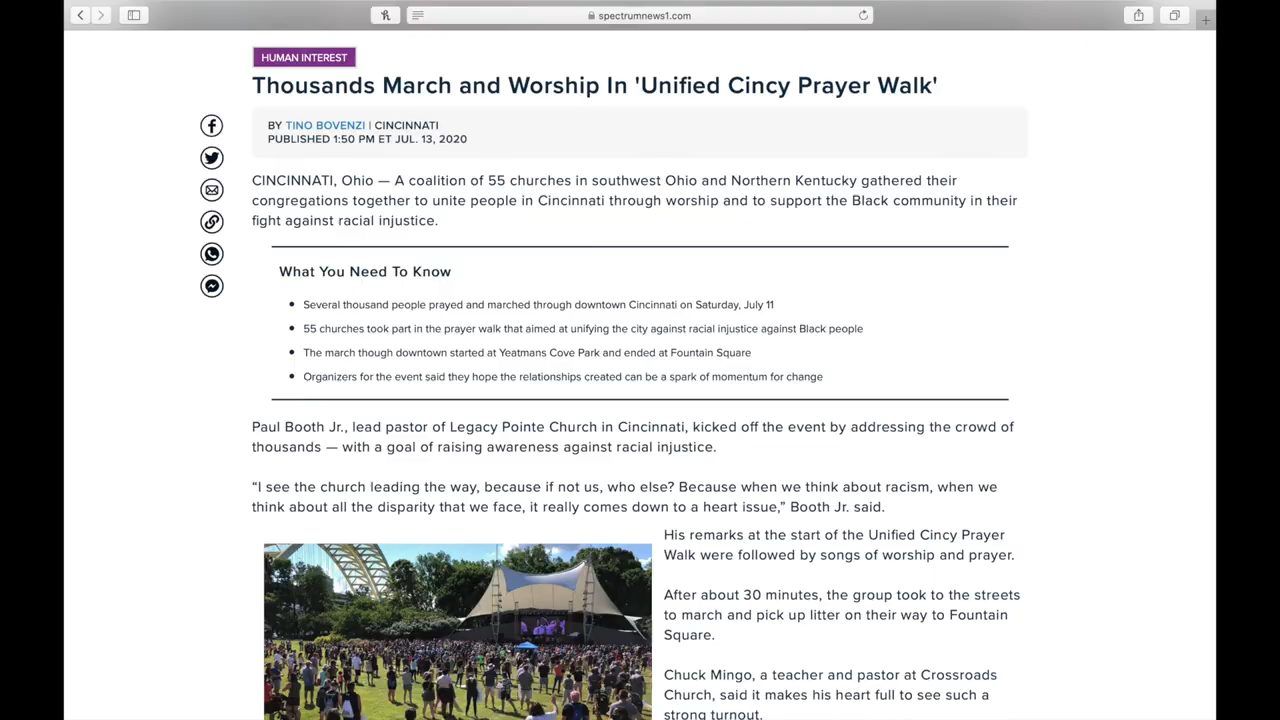 spectrumnews1.com
HUMAN INTEREST
Thousands March and Worship In 'Unified Cincy Prayer Walk'
BY TINO BOVENZI | CINCINNATI
PUBLISHED 1:50 PM ET JUL. 13, 2020
CINCINNATI, Ohio — A coalition of 55 churches in southwest Ohio and Northern Kentucky gathered their
congregations together to unite people in Cincinnati through worship and to support the Black community in their
fight against racial injustice.
What You Need To Know
• Several thousand people prayed and marched through downtown Cincinnati on Saturday, July 11
• 55 churches took part in the prayer walk that aimed at unifying the city against racial injustice against Black people
• The march though downtown started at Yeatmans Cove Park and ended at Fountain Square
• Organizers for the event said they hope the relationships created can be a spark of momentum for change
Paul Booth Jr., lead pastor of Legacy Pointe Church in Cincinnati, kicked off the event by addressing the crowd of
thousands — with a goal of raising awareness against racial injustice.
“I see the church leading the way, because if not us, who else? Because when we think about racism, when we
think about all the disparity that we face, it really comes down to a heart issue,” Booth Jr. said.
His remarks at the start of the Unified Cincy Prayer
Walk were followed by songs of worship and prayer.
After about 30 minutes, the group took to the streets
to march and pick up litter on their way to Fountain
Square.
Chuck Mingo, a teacher and pastor at Crossroads
Church, said it makes his heart full to see such a
strong turnout.